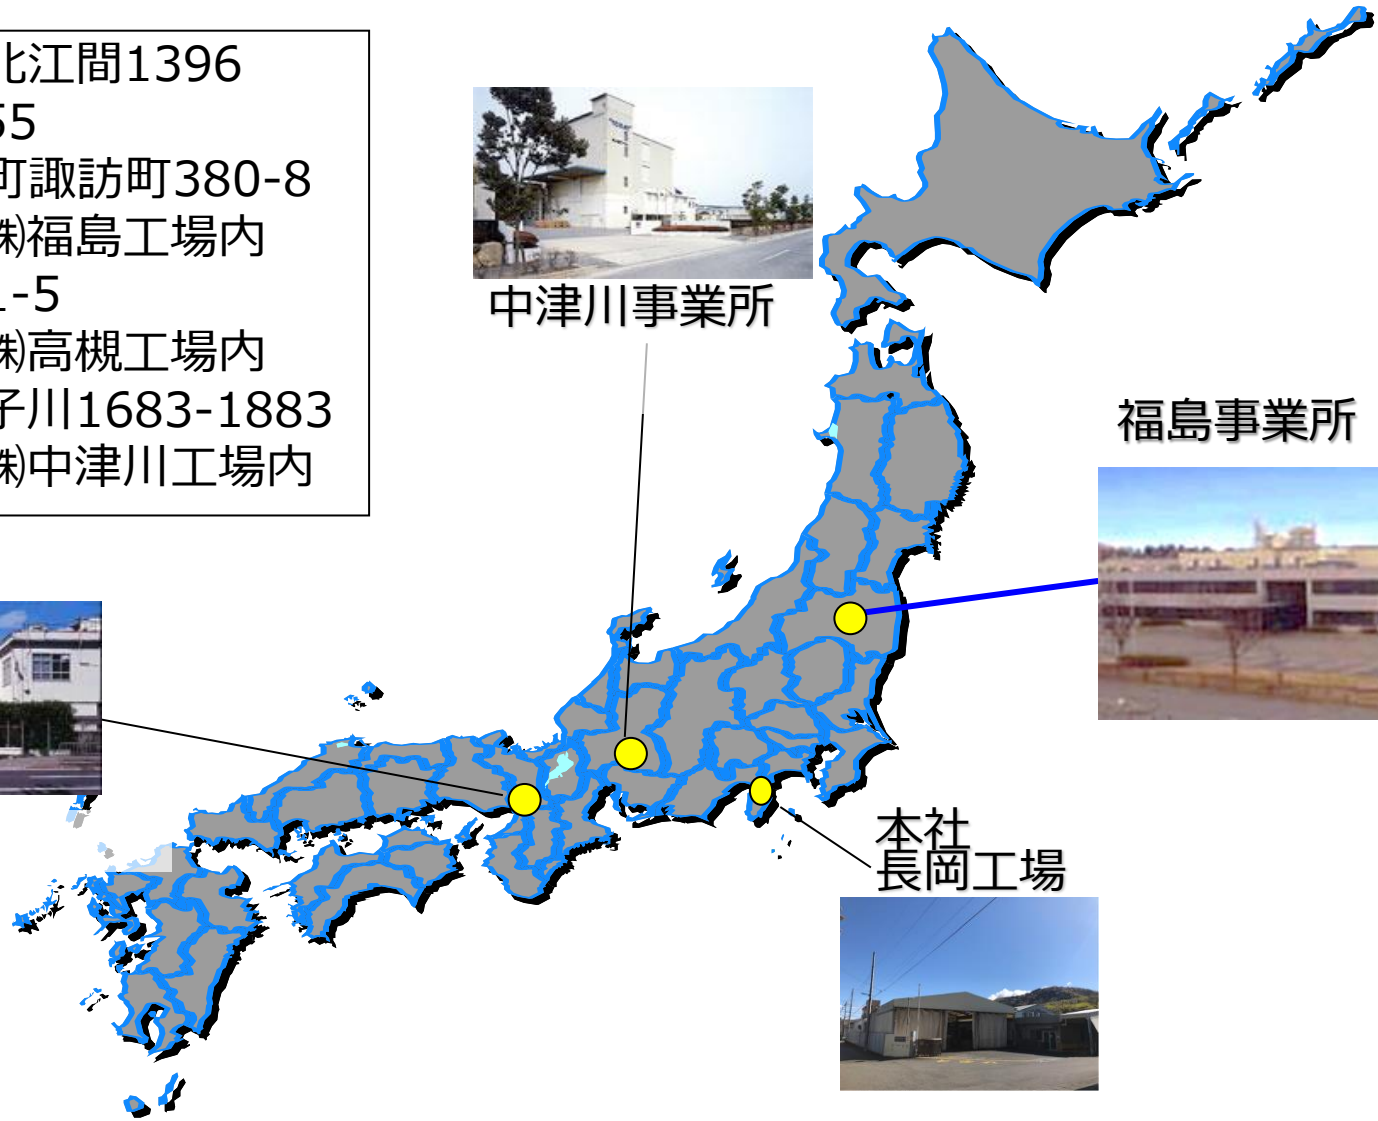 北江間1396
55
町諏訪町380-8
㈱福島工場内
1-5
㈱高槻工場内
子川1683-1883
㈱中津川工場内
中津川事業所
福島事業所
本社
長岡工場